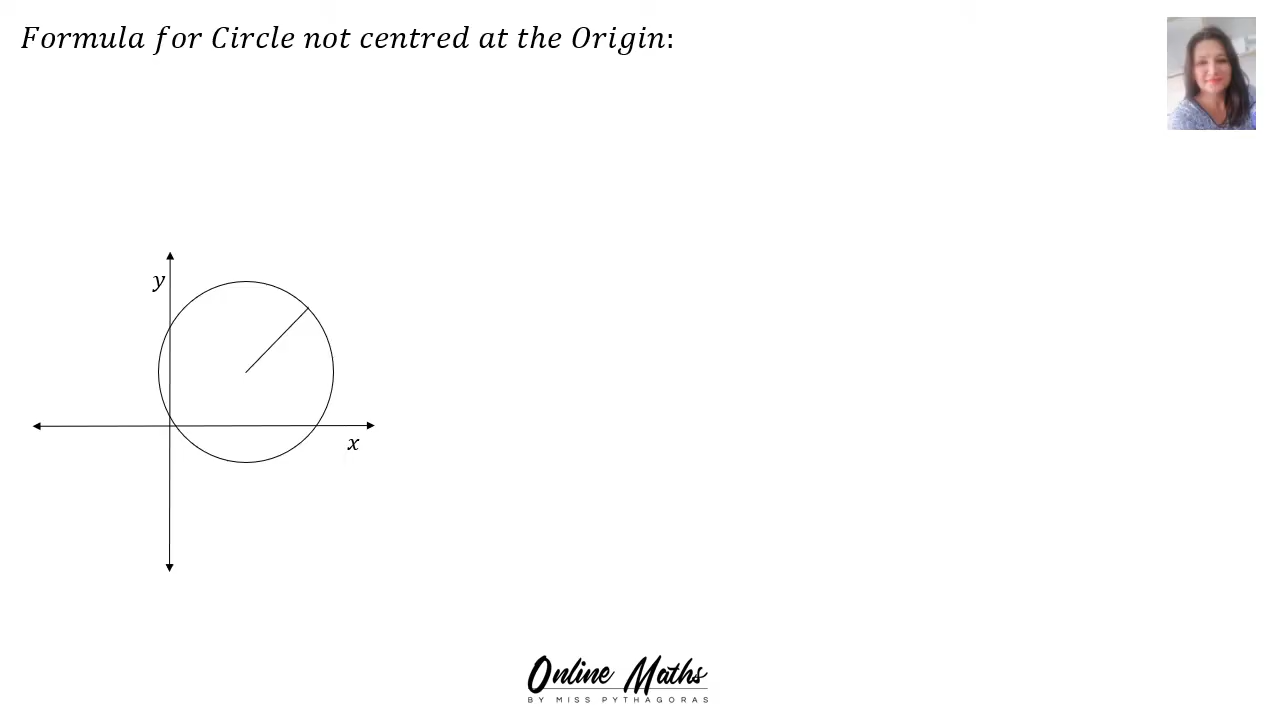 Formula for Circle not centred at the Origin:
y
x
Online Maths
BY MISS PYTHAGORAS